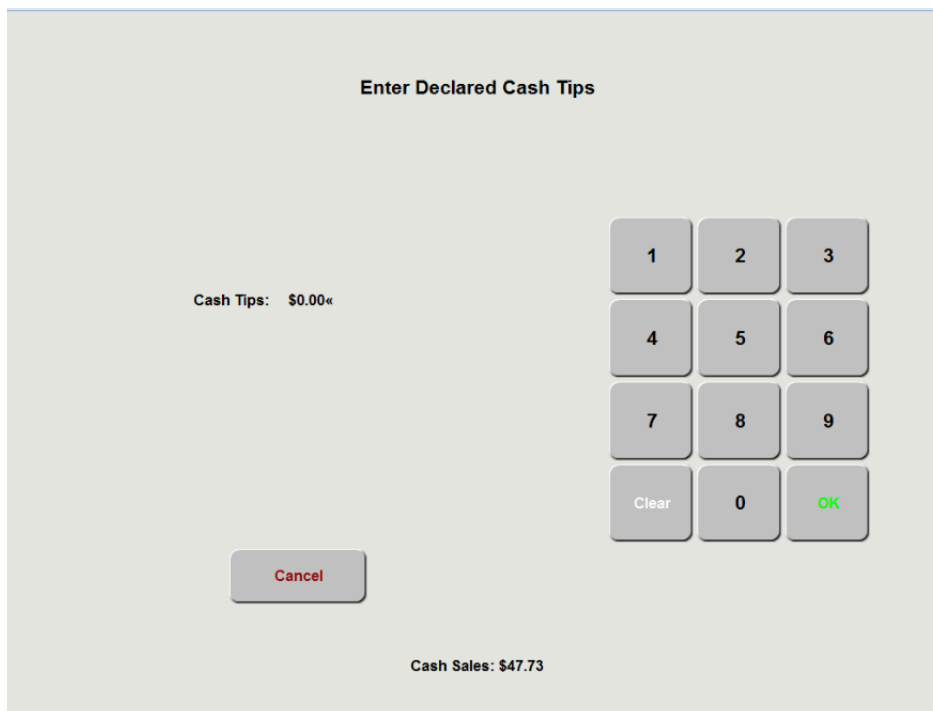 Enter Declared Cash Tips
1 2 3
Cash Tips: $0.00«
4 5 6
7 8 9
Clear 0 OK
Cancel
Cash Sales: $47.73